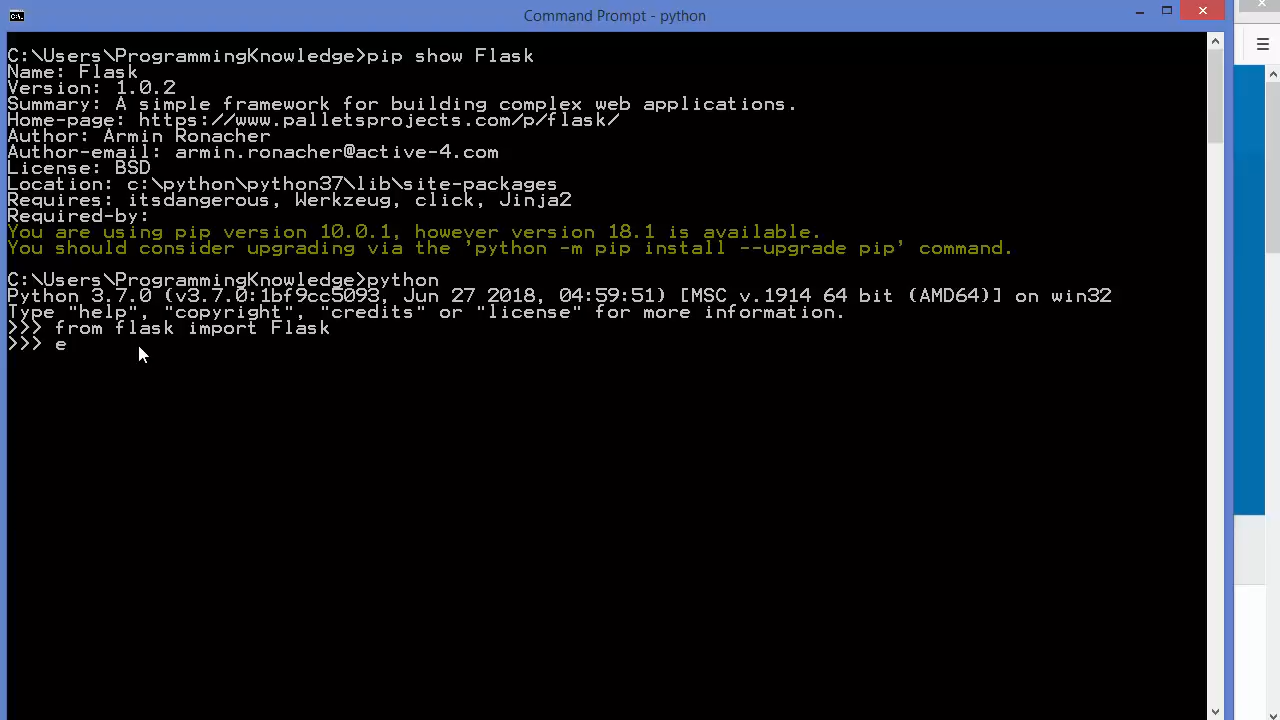 Command Prompt - python
C:\Users\ProgrammingKnowledge>pip show Flask
Name: Flask
Version: 1.0.2
Summary: A simple framework for building complex web applications.
Home-page: https://www.palletsprojects.com/p/flask/
Author: Armin Ronacher
Author-email: armin.ronacher@active-4.com
License: BSD
Location: c:\python\python37\lib\site-packages
Requires: itsdangerous, Werkzeug, click, Jinja2
Required-by:
You are using pip version 10.0.1, however version 18.1 is available.
You should consider upgrading via the 'python -m pip install --upgrade pip' command.
C:\Users\ProgrammingKnowledge>python
Python 3.7.0 (v3.7.0:1bf9cc5093, Jun 27 2018, 04:59:51) [MSC v.1914 64 bit (AMD64)] on win32
Type "help", "copyright", "credits" or "license" for more information.
>>> from flask import Flask
>>> e